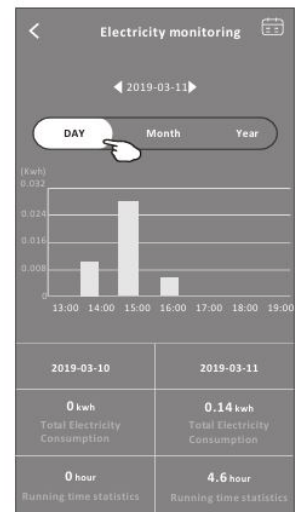 Electricity monitoring
2019-03-11
DAY Month Year
(Kwh)
0.032
0.024
0.016
0.008
0
13:00 14:00 15:00 16:00 17:00 18:00 19:00
2019-03-10 2019-03-11
0 kwh 0.14 kwh
Total Electricity Total Electricity
Consumption Consumption
0 hour 4.6 hour
Running time statistics Running time statistics